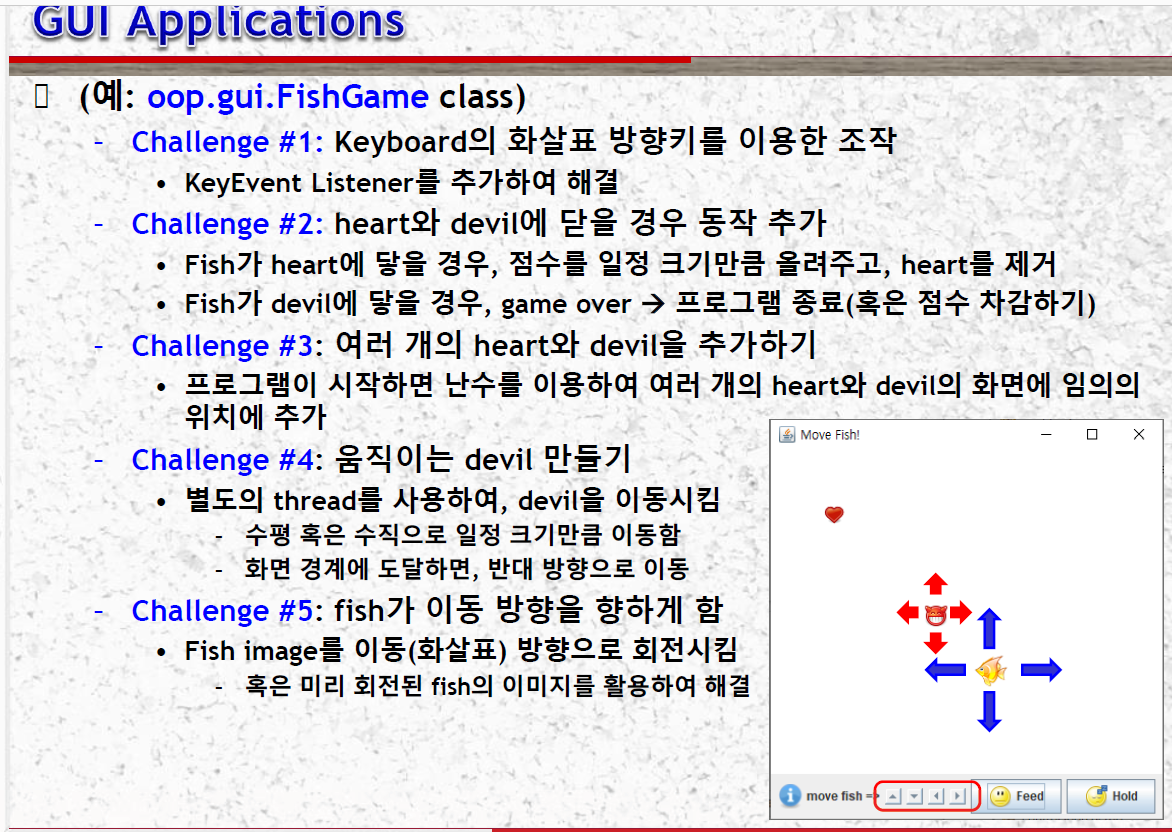 GUI Applications
(예: oop.gui.FishGame class)
- Challenge #1: Keyboard의 화살표 방향키를 이용한 조작
• KeyEvent Listener를 추가하여 해결
- Challenge #2: heart와 devil에 닫을 경우 동작 추가
• Fish가 heart에 닿을 경우, 점수를 일정 크기만큼 올려주고, heart를 제거
• Fish가 devil에 닿을 경우, game over → 프로그램 종료(혹은 점수 차감하기)
- Challenge #3: 여러 개의 heart와 devil을 추가하기
• 프로그램이 시작하면 난수를 이용하여 여러 개의 heart와 devil의 화면에 임의의
위치에 추가
- Challenge #4: 움직이는 devil 만들기
• 별도의 thread를 사용하여, devil을 이동시킴
- 수평 혹은 수직으로 일정 크기만큼 이동함
- 화면 경계에 도달하면, 반대 방향으로 이동
- Challenge #5: fish가 이동 방향을 향하게 함
• Fish image를 이동(화살표) 방향으로 회전시킴
- 혹은 미리 회전된 fish의 이미지를 활용하여 해결
Move Fish!
move fish => Feed Hold